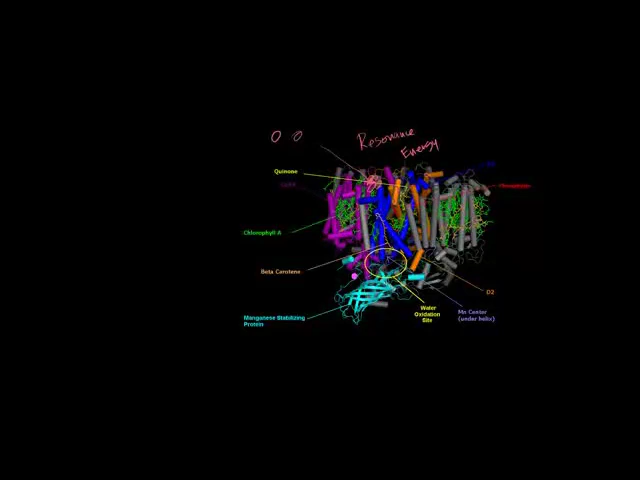 Resonance
Energy
Quinone
Chlorophyll A
Beta Carotene
D2
Water
Oxidation
Site
Mn Center
(under helix)
Manganese Stabilizing
Protein